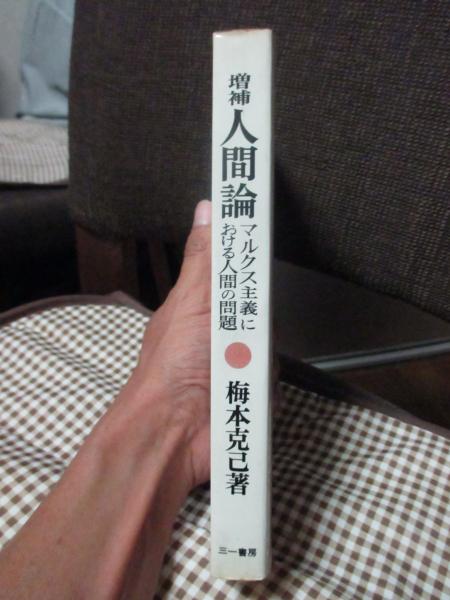 増補
人間論
マルクス主義に
おける人間の問題
梅本克己著
三一書房